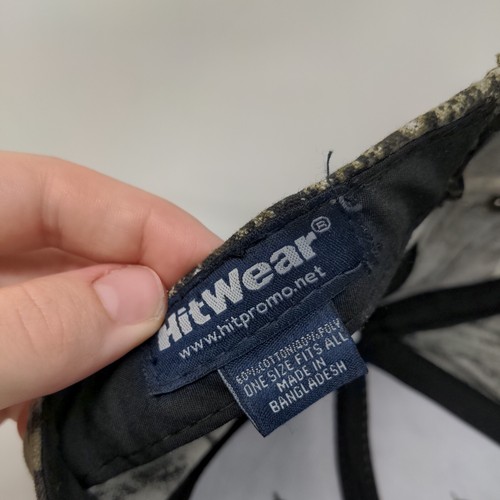 HitWear®
www.hitpromo.net
60%COTTON/40%POLY
ONE SIZE FITS ALL
MADE IN
BANGLADESH